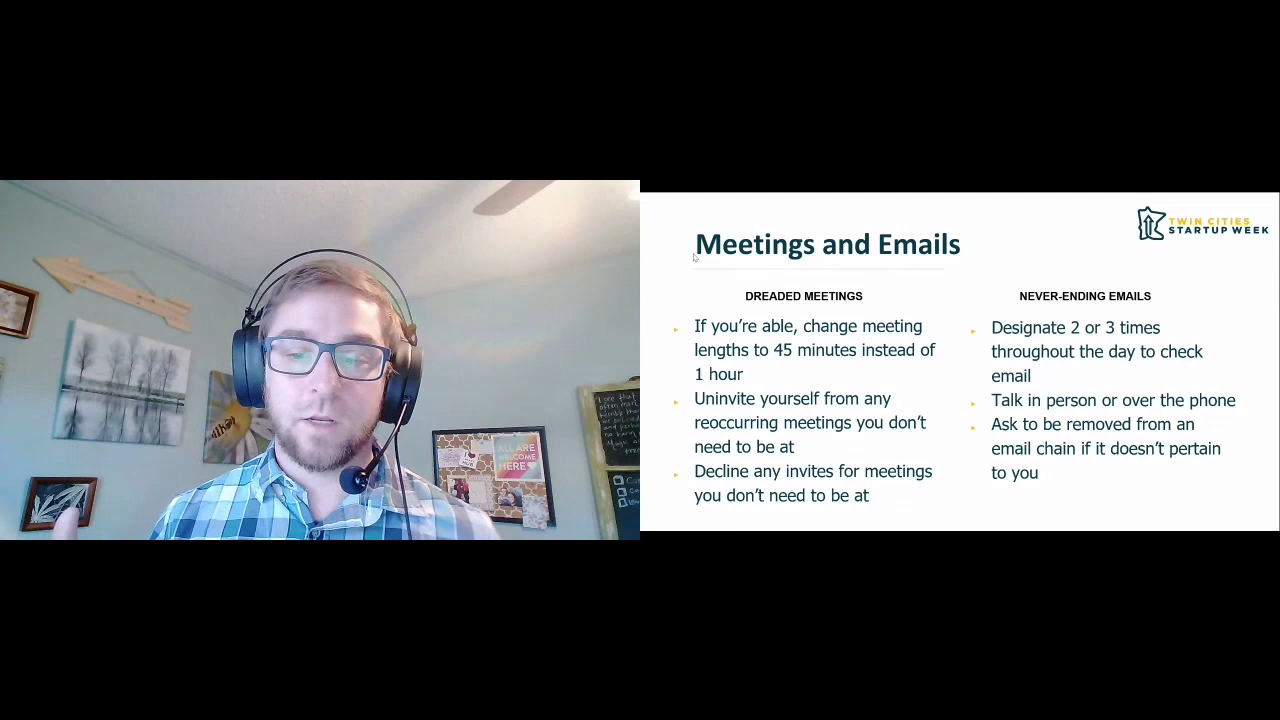 TWIN CITIES
STARTUP WEEK
Meetings and Emails
DREADED MEETINGS
If you’re able, change meeting
lengths to 45 minutes instead of
1 hour
Uninvite yourself from any
reoccurring meetings you don’t
need to be at
Decline any invites for meetings
you don’t need to be at
NEVER-ENDING EMAILS
Designate 2 or 3 times
throughout the day to check
email
Talk in person or over the phone
Ask to be removed from an
email chain if it doesn’t pertain
to you
ALL ARE
WELCOME
HERE